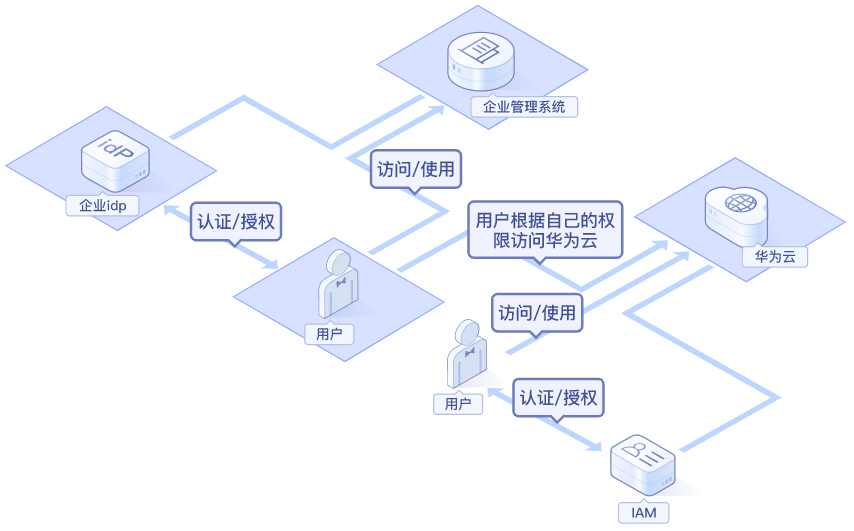 企业管理系统
idP
企业idp
访问/使用
认证/授权
用户根据自己的权
限访问华为云
华为云
用户
访问/使用
用户
认证/授权
IAM